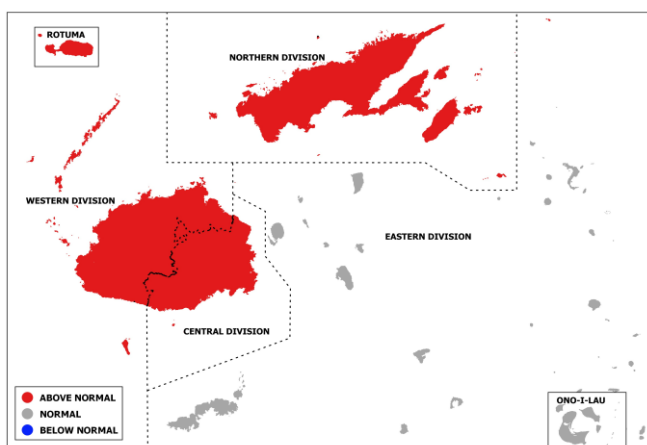 ROTUMA
NORTHERN DIVISION
WESTERN DIVISION
EASTERN DIVISION
CENTRAL DIVISION
ABOVE NORMAL
NORMAL
BELOW NORMAL
ONO-I-LAU